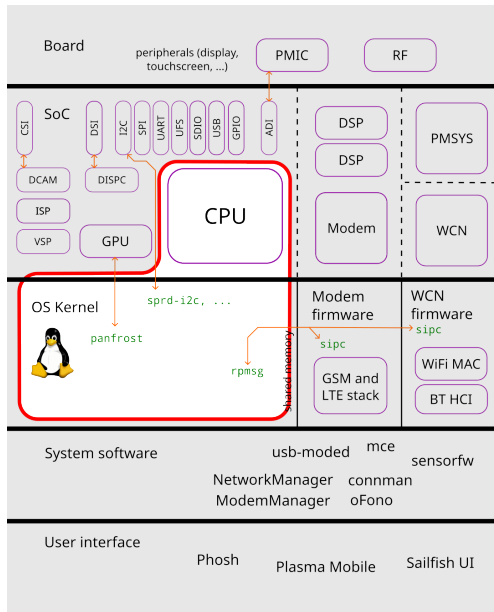 Board
peripherals (display,
touchscreen, ...)
PMIC
RF
SoC
CSI
DSI
I2C
SPI
UART
UFS
SDIO
USB
GPIO
ADI
DSP
DSP
PMSYS
DCAM
DISPC
ISP
VSP
GPU
CPU
Modem
WCN
OS Kernel
sprd-i2c, ...
panfrost
rpmsg
shared memory
Modem
firmware
sipc
GSM and
LTE stack
WCN
firmware
sipc
WiFi MAC
BT HCI
System software
usb-moded
mce
sensorfw
NetworkManager
connman
ModemManager
oFono
User interface
Phosh
Plasma Mobile
Sailfish UI